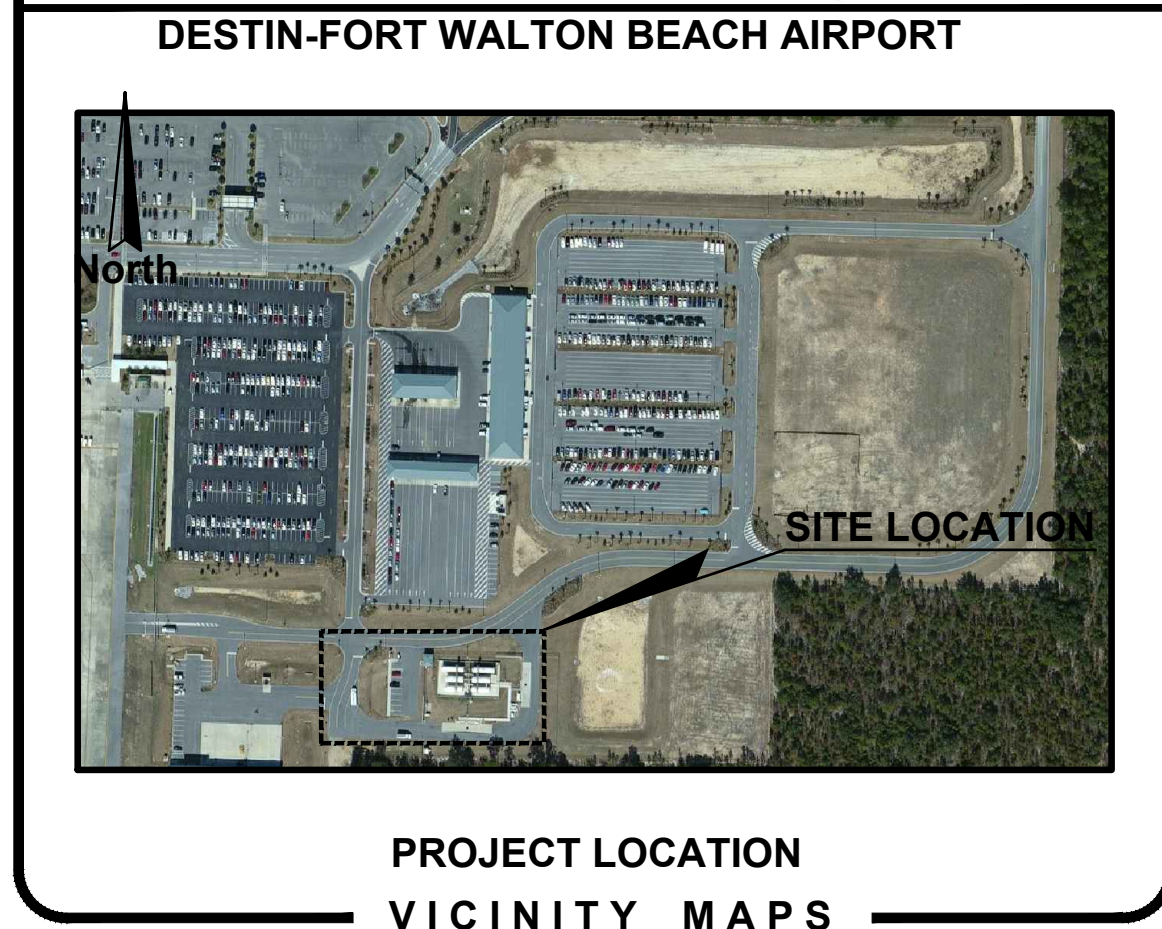 DESTIN-FORT WALTON BEACH AIRPORT
North
SITE LOCATION
PROJECT LOCATION
VICINITY MAPS